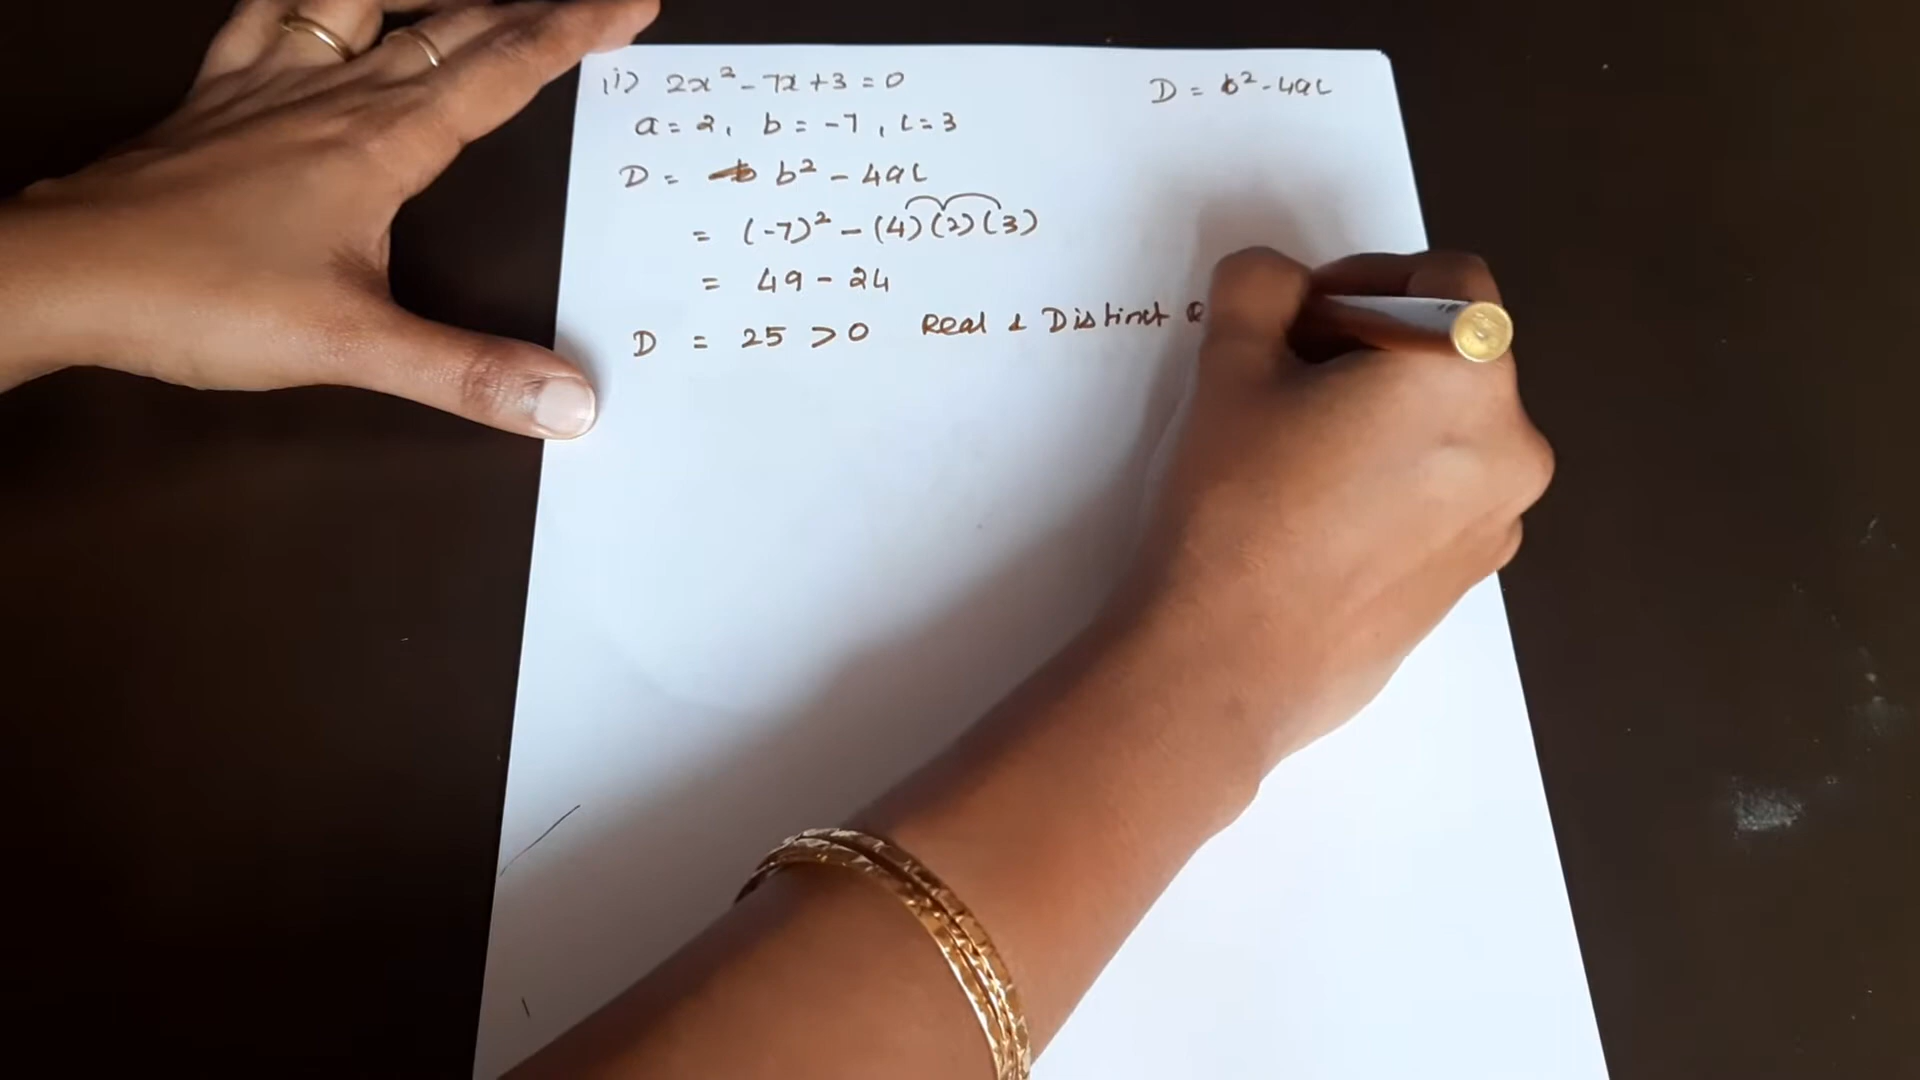 ii) 2x² - 7x + 3 = 0
D = b² - 4ac
a = 2, b = -7, c = 3
D = b² - 4ac
= (-7)² - (4)(2)(3)
= 49 - 24
D = 25 > 0 Real & Distinct